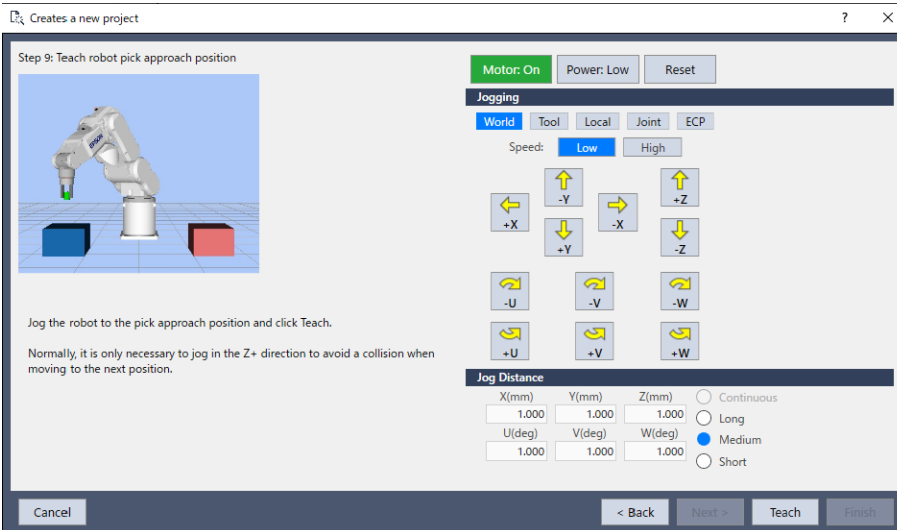 Creates a new project
?
Step 9: Teach robot pick approach position
EPSON
Jog the robot to the pick approach position and click Teach.
Normally, it is only necessary to jog in the Z+ direction to avoid a collision when
moving to the next position.
Motor: On Power: Low Reset
Jogging
World Tool Local Joint ECP
Speed: Low High
-Y +Z
+X -X
+Y -Z
-U -V -W
+U +V +W
Jog Distance
X(mm) Y(mm) Z(mm) Continuous
1.000 1.000 1.000 Long
U(deg) V(deg) W(deg) Medium
1.000 1.000 1.000 Short
Cancel < Back Next > Teach Finish